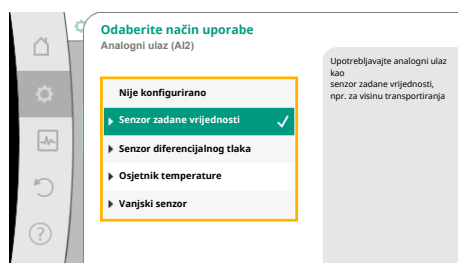 Odaberite način uporabe
Analogni ulaz (AI2)
Nije konfigurirano
Senzor zadane vrijednosti
Senzor diferencijalnog tlaka
Osjetnik temperature
Vanjski senzor
Upotrebljavajte analogni ulaz
kao
senzor zadane vrijednosti,
npr. za visinu transportiranja
?